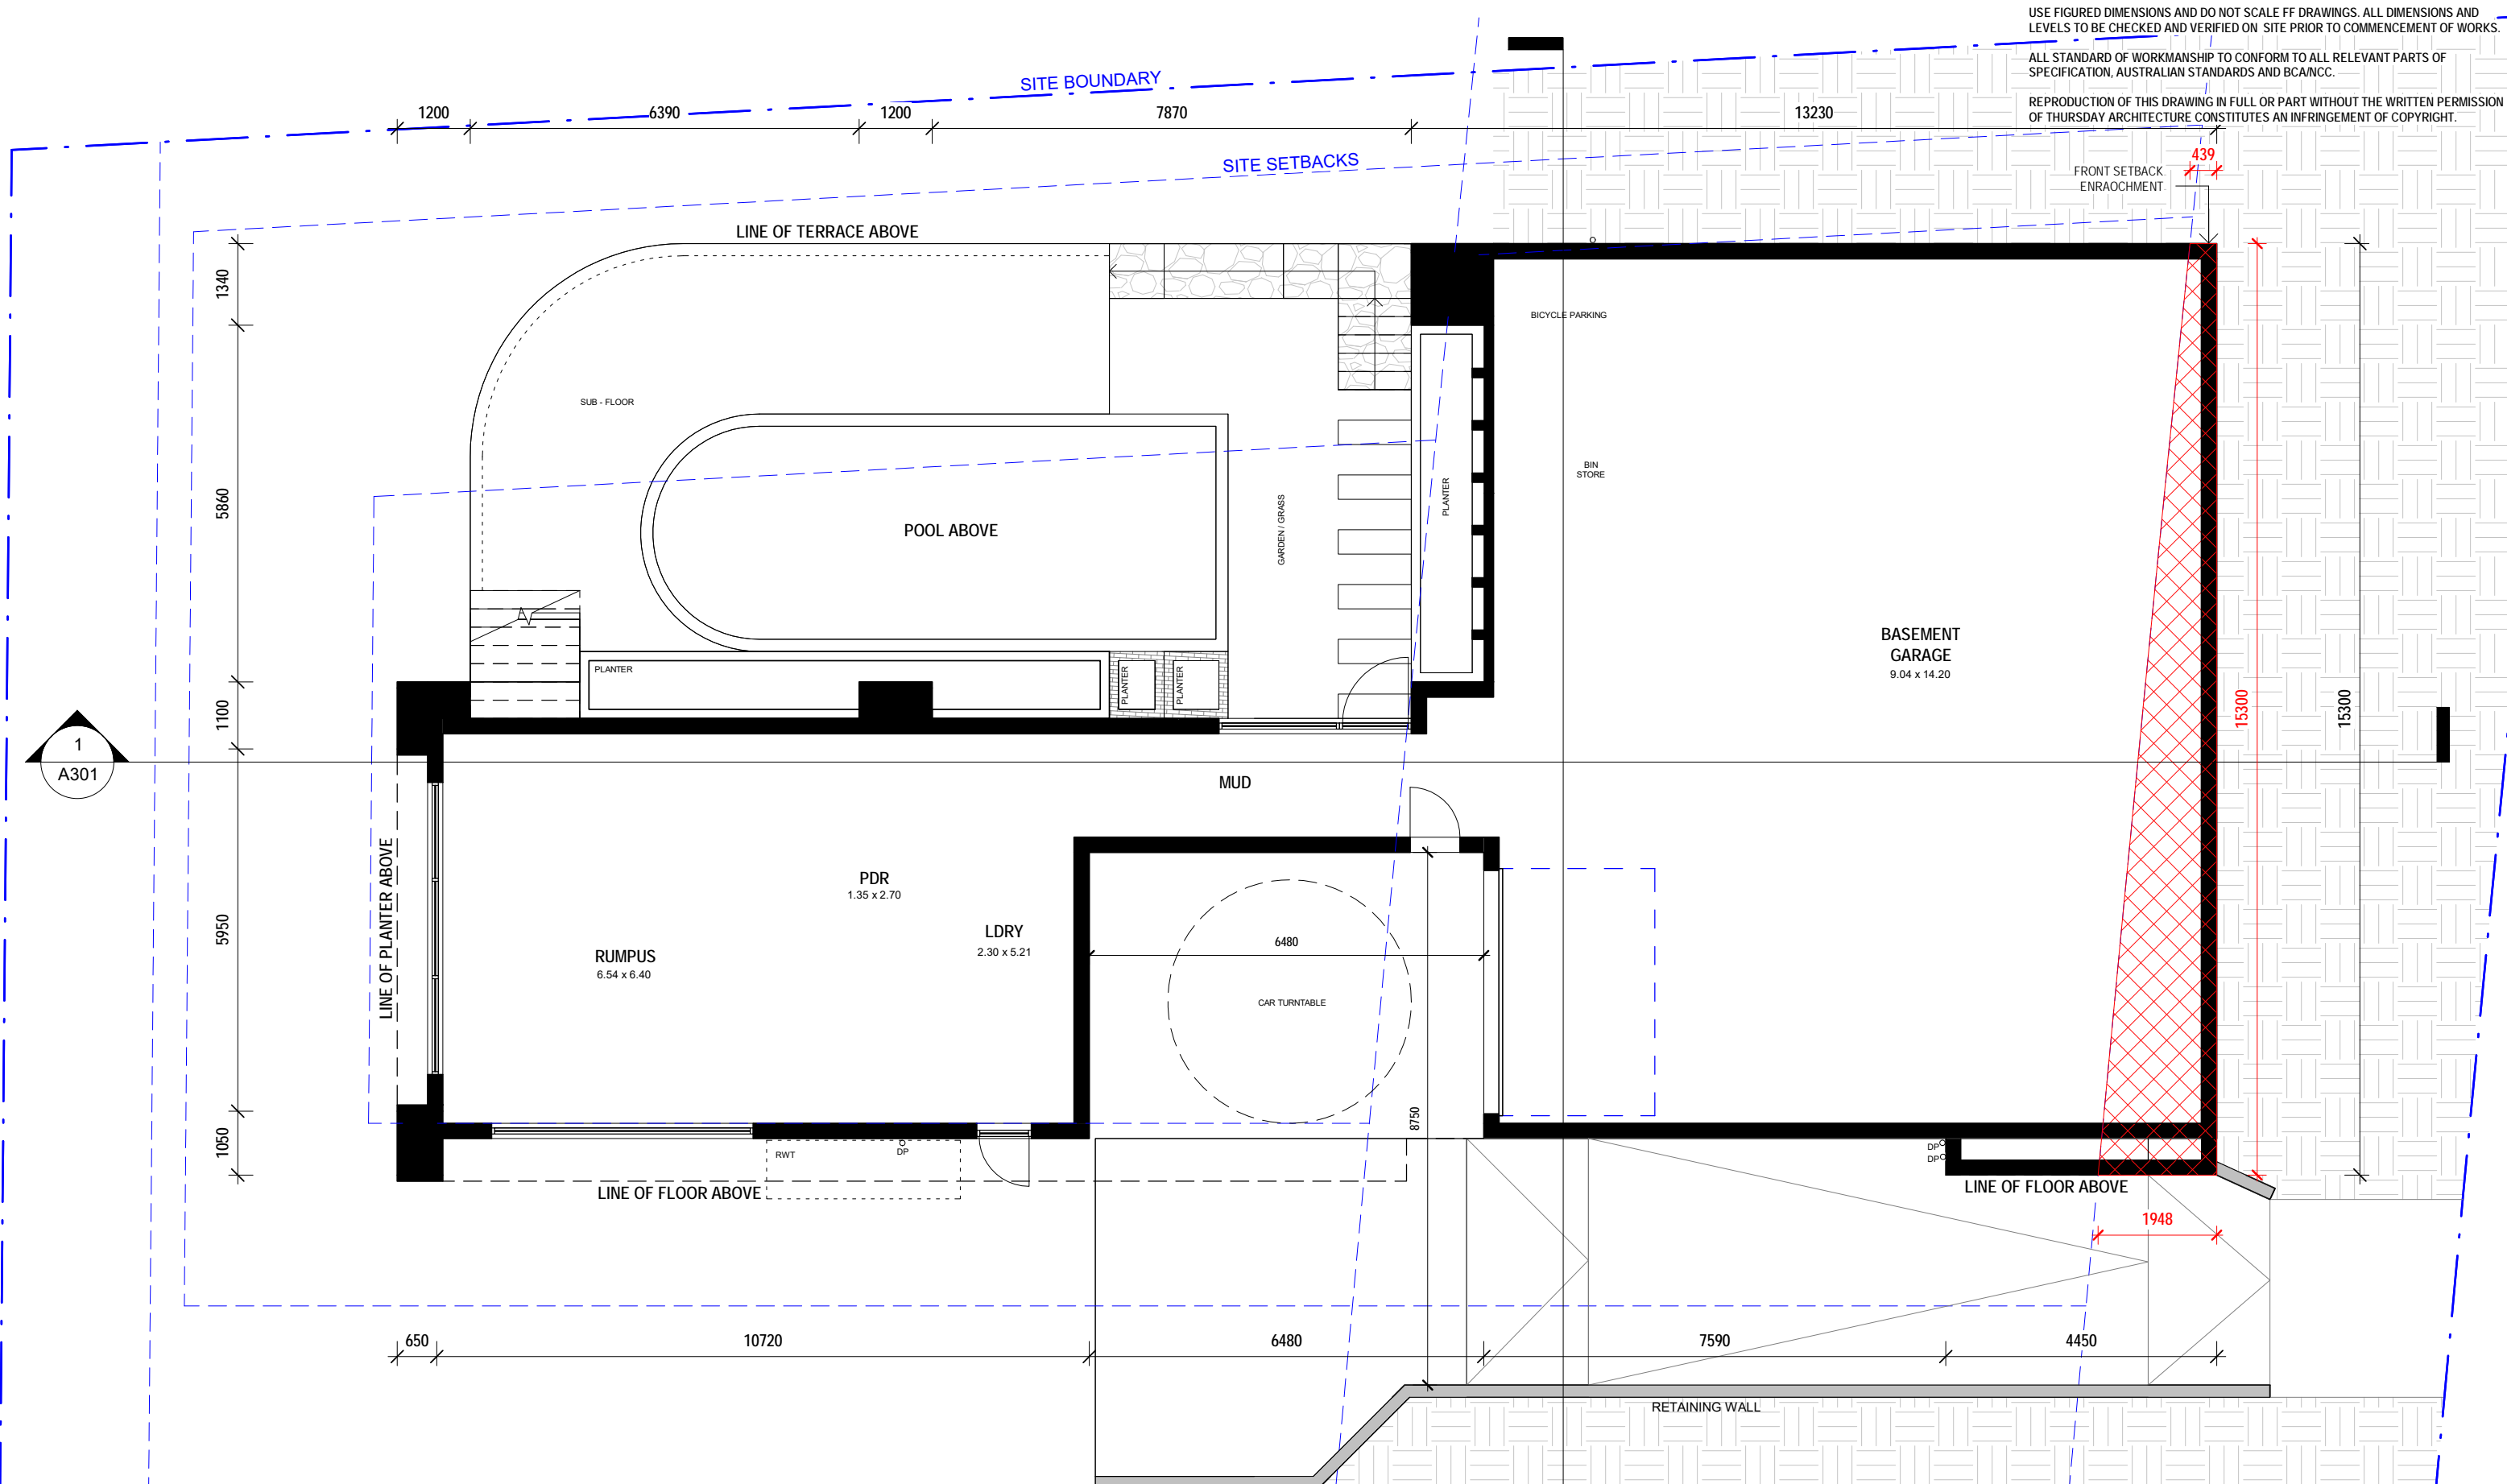 USE FIGURED DIMENSIONS AND DO NOT SCALE FF DRAWINGS. ALL DIMENSIONS AND
LEVELS TO BE CHECKED AND VERIFIED ON SITE PRIOR TO COMMENCEMENT OF WORKS.
ALL STANDARD OF WORKMANSHIP TO CONFORM TO ALL RELEVANT PARTS OF
SPECIFICATION, AUSTRALIAN STANDARDS AND BCA/NCC.
REPRODUCTION OF THIS DRAWING IN FULL OR PART WITHOUT THE WRITTEN PERMISSION
OF THURSDAY ARCHITECTURE CONSTITUTES AN INFRINGEMENT OF COPYRIGHT.
SITE BOUNDARY
1200
6390
1200
7870
13230
SITE SETBACKS
439
FRONT SETBACK
ENRAOCHMENT
LINE OF TERRACE ABOVE
1340
BICYCLE PARKING
SUB - FLOOR
BIN
STORE
5860
POOL ABOVE
GARDEN / GRASS
PLANTER
BASEMENT
GARAGE
9.04 x 14.20
PLANTER
PLANTER
PLANTER
1100
15300
15300
1
A301
MUD
LINE OF PLANTER ABOVE
PDR
1.35 x 2.70
5950
LDRY
2.30 x 5.21
6480
RUMPUS
6.54 x 6.40
CAR TURNTABLE
8750
1050
RWT
DP
DP
DP
LINE OF FLOOR ABOVE
LINE OF FLOOR ABOVE
1948
650
10720
6480
7590
4450
RETAINING WALL